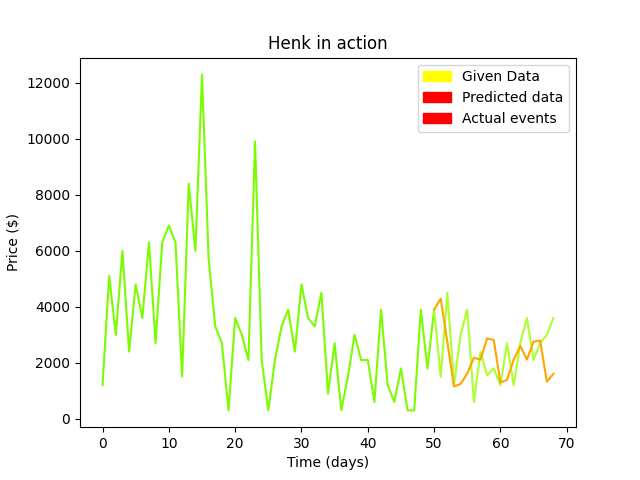 Henk in action
Given Data
Predicted data
Actual events
12000
10000
8000
6000
4000
2000
0
Price ($)
0 10 20 30 40 50 60 70
Time (days)